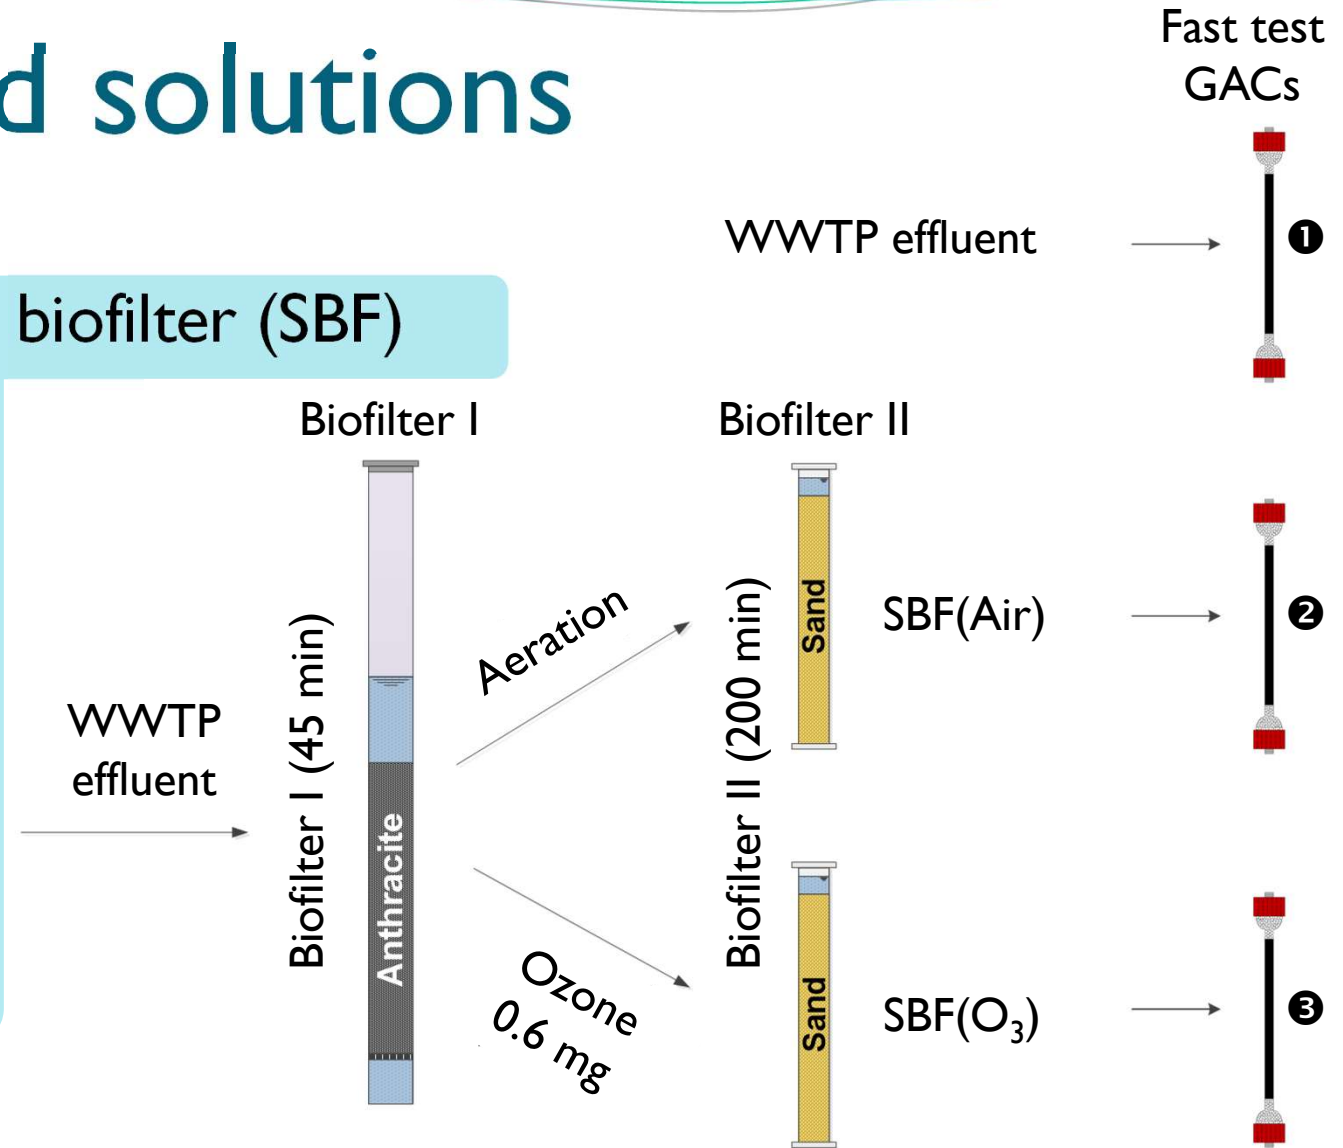 d solutions
Fast test
GACs
WWTP effluent
❶
biofilter (SBF)
Biofilter I
Biofilter II
WWTP
effluent
Biofilter I (45 min)
Anthracite
Aeration
Ozone
0.6 mg
Biofilter II (200 min)
Sand
SBF(Air)
❷
Sand
SBF(O₃)
❸